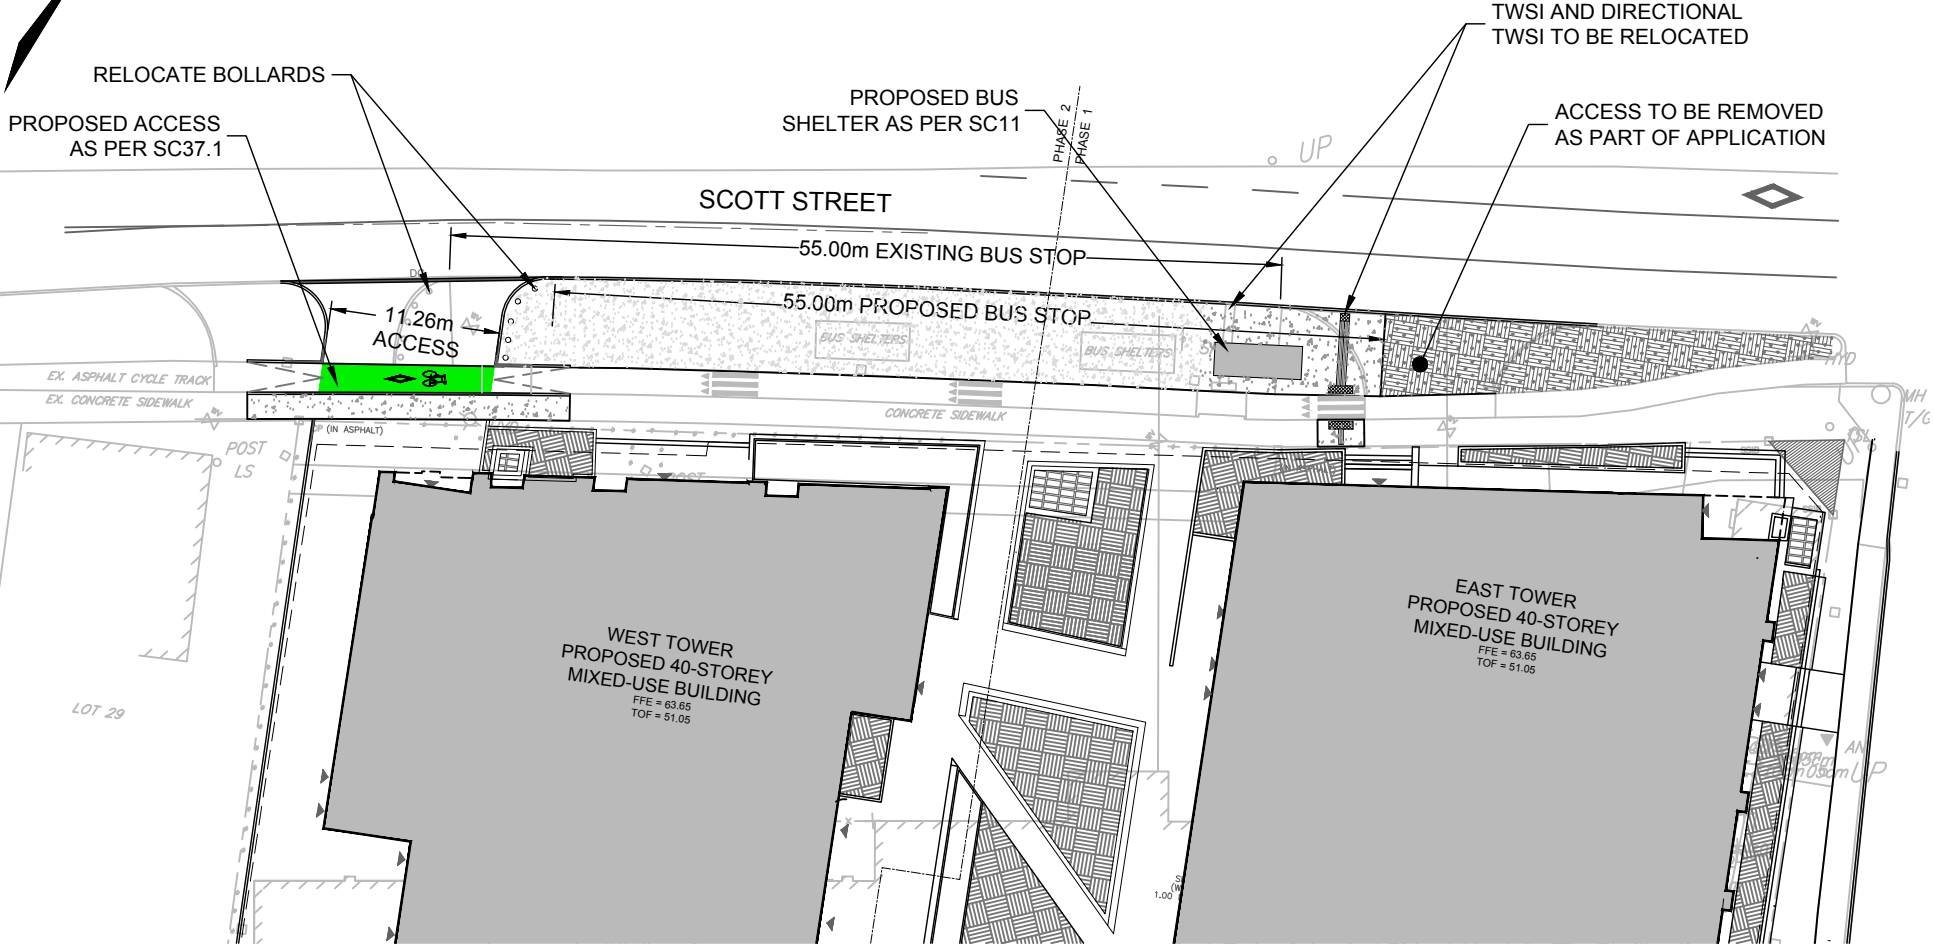 TWSI AND DIRECTIONAL
TWSI TO BE RELOCATED
RELOCATE BOLLARDS
PROPOSED BUS
SHELTER AS PER SC11
PHASE 2
PHASE 1
ACCESS TO BE REMOVED
AS PART OF APPLICATION
PROPOSED ACCESS
AS PER SC37.1
UP
SCOTT STREET
55.00m EXISTING BUS STOP
55.00m PROPOSED BUS STOP
11.26m
ACCESS
BUS SHELTERS
BUS SHELTERS
HYD
EX. ASPHALT CYCLE TRACK
EX. CONCRETE SIDEWALK
CONCRETE SIDEWALK
MH
T/G
(IN ASPHALT)
POST
LS
POST
WEST TOWER
PROPOSED 40-STOREY
MIXED-USE BUILDING
FFE = 63.65
TOF = 51.05
EAST TOWER
PROPOSED 40-STOREY
MIXED-USE BUILDING
FFE = 63.65
TOF = 51.05
LOT 29
AN
UP
1.00